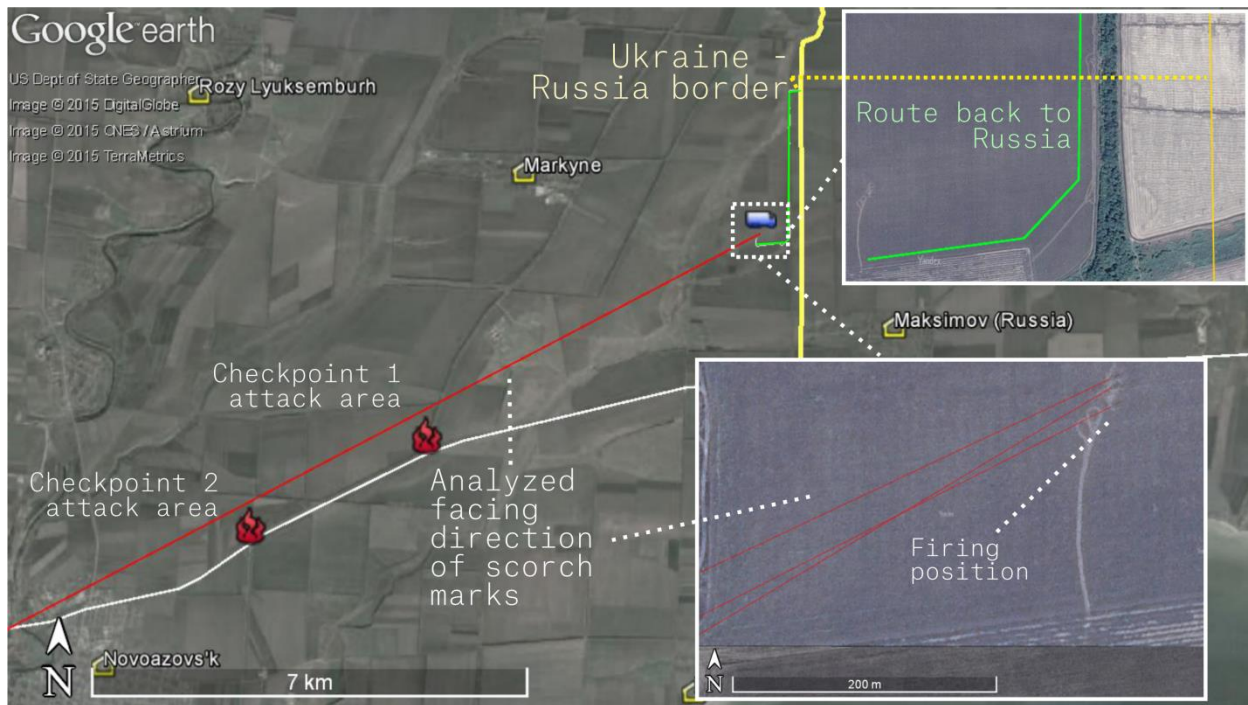 Google earth
US Dept of State Geographer
Image © 2015 DigitalGlobe
Image © 2015 CNES / Astrium
Image © 2015 TerraMetrics
Rozy Lyuksemburh
Markyne
Ukraine -
Russia border
Route back to
Russia
Yandex
Maksimov (Russia)
Checkpoint 1
attack area
Checkpoint 2
attack area
Analyzed
facing
direction
of scorch
marks
Firing
position
N
Novoazovs'k
7 km
N
200 m